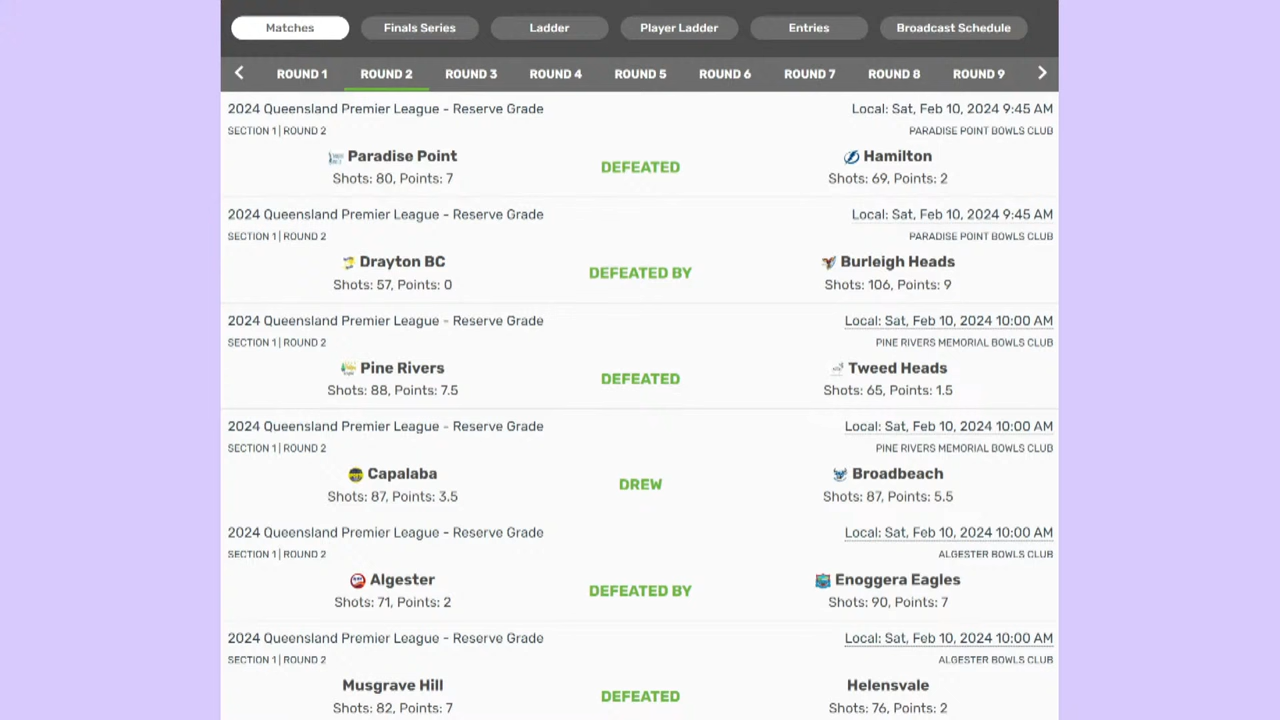 Matches Finals Series Ladder Player Ladder Entries Broadcast Schedule
ROUND 1 ROUND 2 ROUND 3 ROUND 4 ROUND 5 ROUND 6 ROUND 7 ROUND 8 ROUND 9
2024 Queensland Premier League - Reserve Grade Local: Sat, Feb 10, 2024 9:45 AM
SECTION 1 | ROUND 2 PARADISE POINT BOWLS CLUB
Paradise Point DEFEATED Hamilton
Shots: 80, Points: 7 Shots: 69, Points: 2
2024 Queensland Premier League - Reserve Grade Local: Sat, Feb 10, 2024 9:45 AM
SECTION 1 | ROUND 2 PARADISE POINT BOWLS CLUB
Drayton BC DEFEATED BY Burleigh Heads
Shots: 57, Points: 0 Shots: 106, Points: 9
2024 Queensland Premier League - Reserve Grade Local: Sat, Feb 10, 2024 10:00 AM
SECTION 1 | ROUND 2 PINE RIVERS MEMORIAL BOWLS CLUB
Pine Rivers DEFEATED Tweed Heads
Shots: 88, Points: 7.5 Shots: 65, Points: 1.5
2024 Queensland Premier League - Reserve Grade Local: Sat, Feb 10, 2024 10:00 AM
SECTION 1 | ROUND 2 PINE RIVERS MEMORIAL BOWLS CLUB
Capalaba DREW Broadbeach
Shots: 87, Points: 3.5 Shots: 87, Points: 5.5
2024 Queensland Premier League - Reserve Grade Local: Sat, Feb 10, 2024 10:00 AM
SECTION 1 | ROUND 2 ALGESTER BOWLS CLUB
Algester DEFEATED BY Enoggera Eagles
Shots: 71, Points: 2 Shots: 90, Points: 7
2024 Queensland Premier League - Reserve Grade Local: Sat, Feb 10, 2024 10:00 AM
SECTION 1 | ROUND 2 ALGESTER BOWLS CLUB
Musgrave Hill DEFEATED Helensvale
Shots: 82, Points: 7 Shots: 76, Points: 2